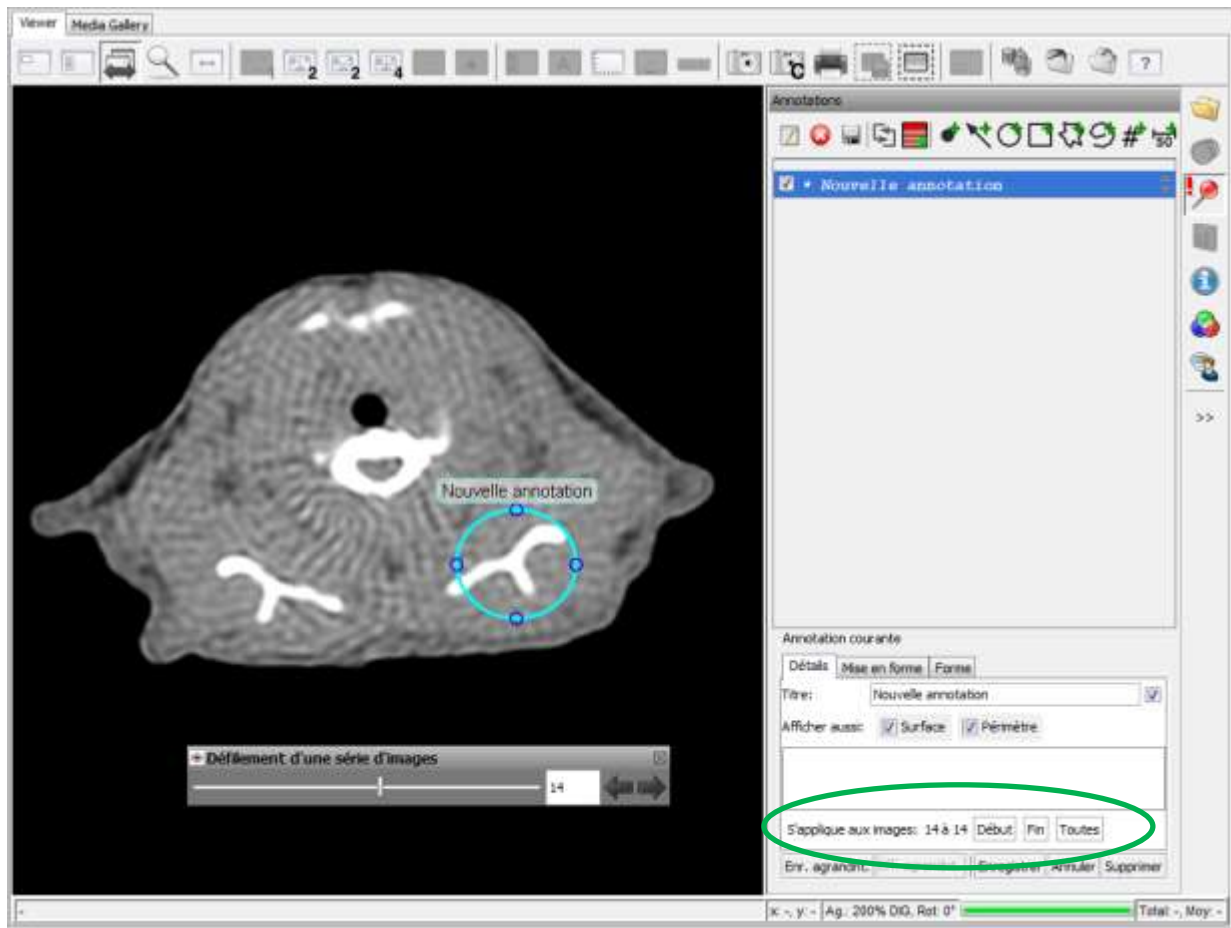 Viewer Media Gallery
2 2 4 C ?
Annotations
# 50
Nouvelle annotation
>>
Nouvelle annotation
Annotation courante
Détails Mise en forme Forme
Titre: Nouvelle annotation
Afficher aussi: Surface Périmètre
Défilement d'une série d'images
14
S'applique aux images: 14 à 14 Début Fin Toutes
Enr. agrandnt. Enregistrer Annuler Supprimer
x: -, y: - Ag.: 200% DIG, Rot: 0° Total: -, Moy: -